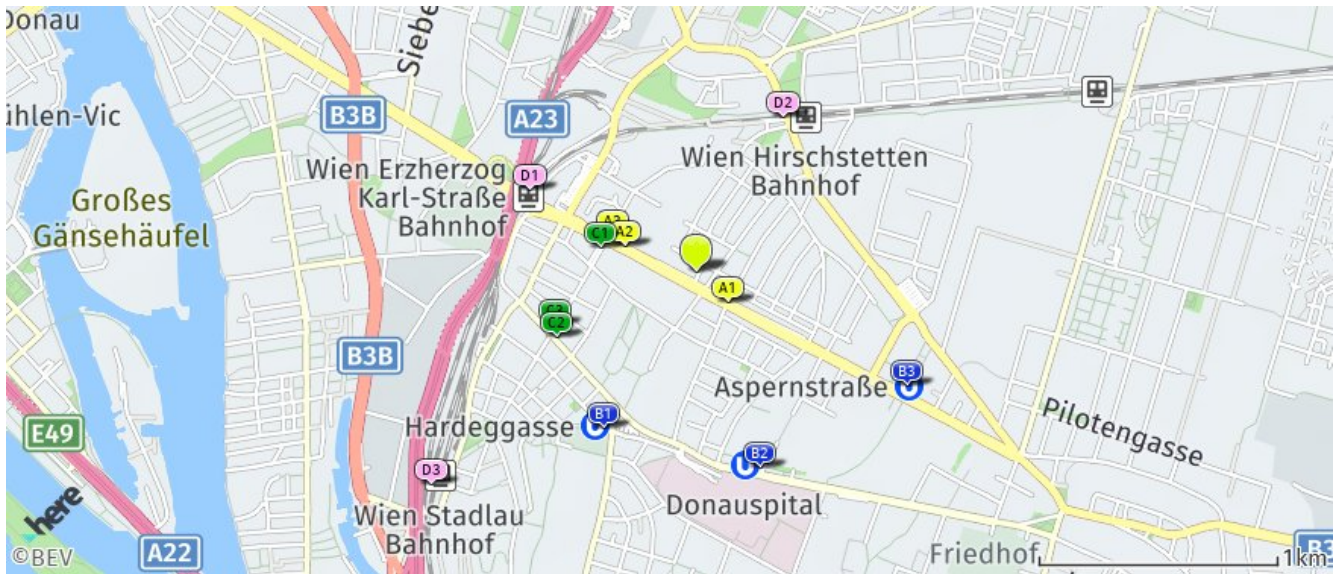 Donau
Siebe
ühlen-Vic
B3B
A23
D2
Wien Hirschstetten
Bahnhof
Wien Erzherzog
Karl-Straße
Bahnhof
D1
Großes
Gänsehäufel
A2
C1
A1
C2
B3B
Aspernstraße
B3
Pilotengasse
Hardeggasse
B1
B2
E49
D3
Donauspital
Wien Stadlau
Bahnhof
here
©BEV
A22
Friedhof
1km
B3